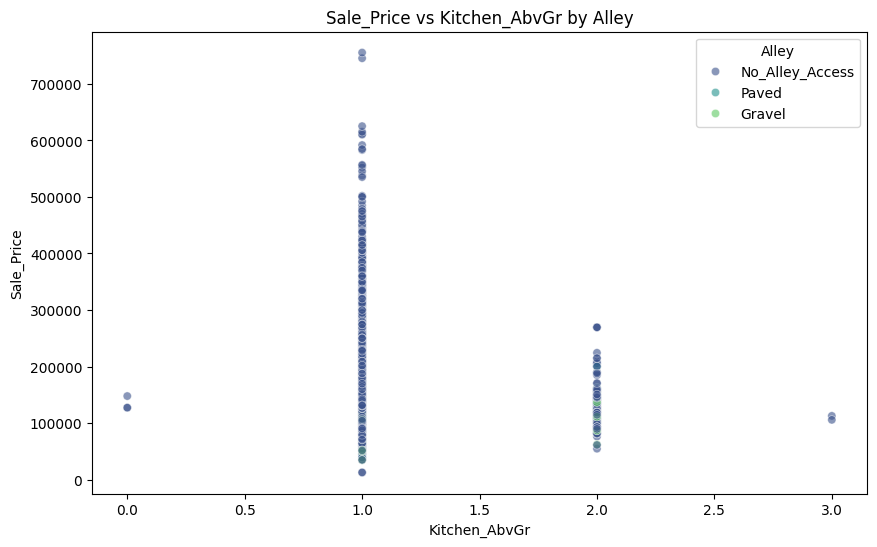 Sale_Price vs Kitchen_AbvGr by Alley
Alley
No_Alley_Access
Paved
Gravel
700000
600000
500000
400000
300000
200000
100000
0
Sale_Price
0.0
0.5
1.0
1.5
2.0
2.5
3.0
Kitchen_AbvGr